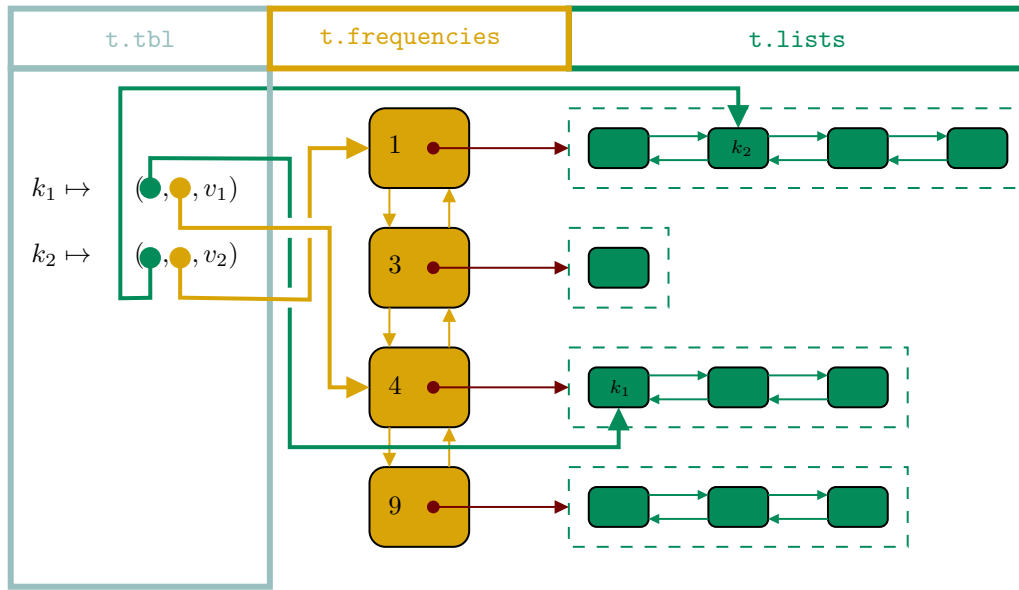 t.tbl t.frequencies t.lists
1 k₂
k₁ ↦ ( , , v₁)
k₂ ↦ ( , , v₂)
3
4 k₁
9